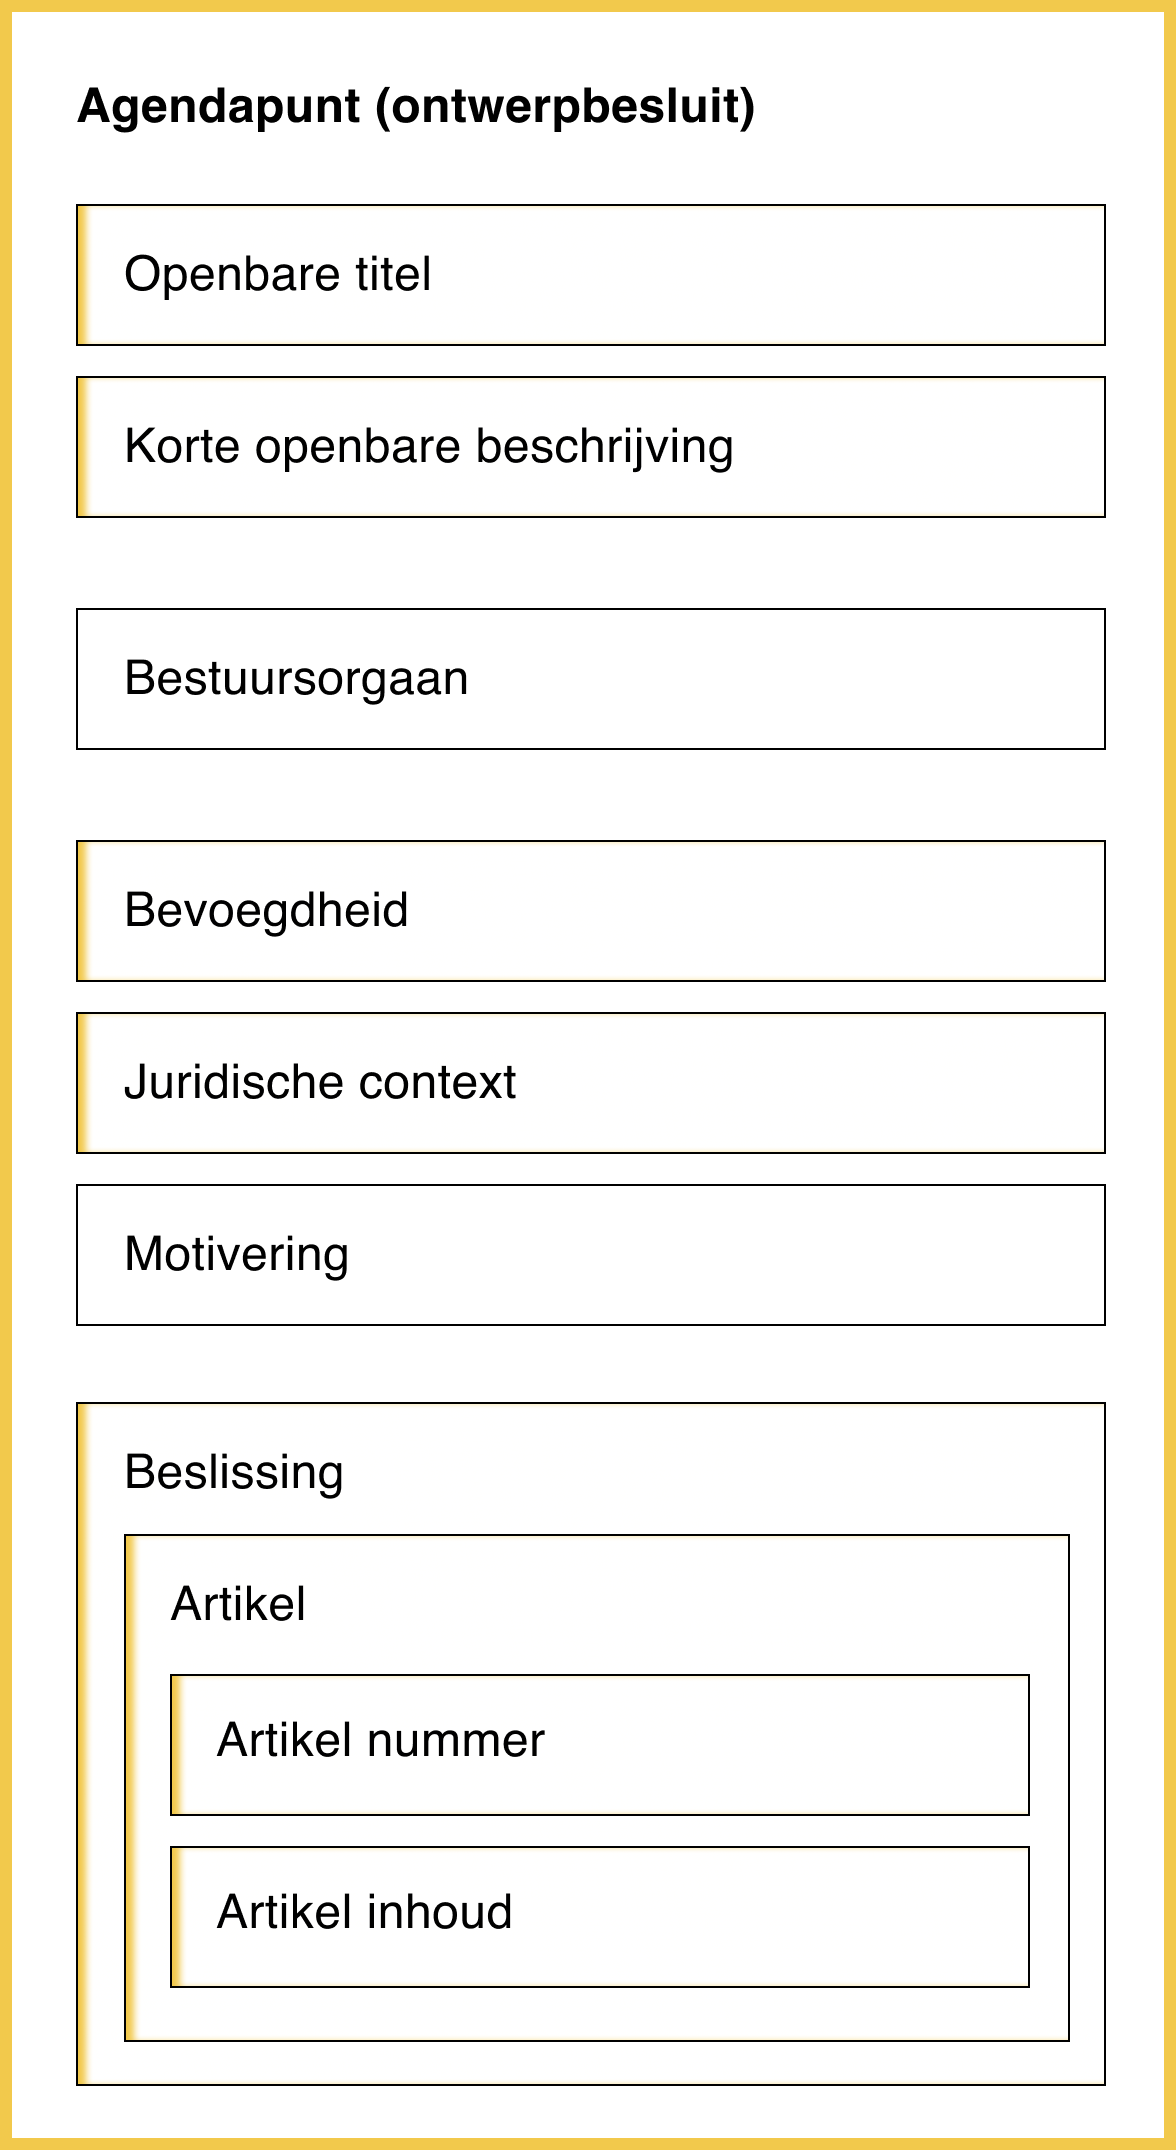 Agendapunt (ontwerpbesluit)
Openbare titel
Korte openbare beschrijving
Bestuursorgaan
Bevoegdheid
Juridische context
Motivering
Beslissing
Artikel
Artikel nummer
Artikel inhoud